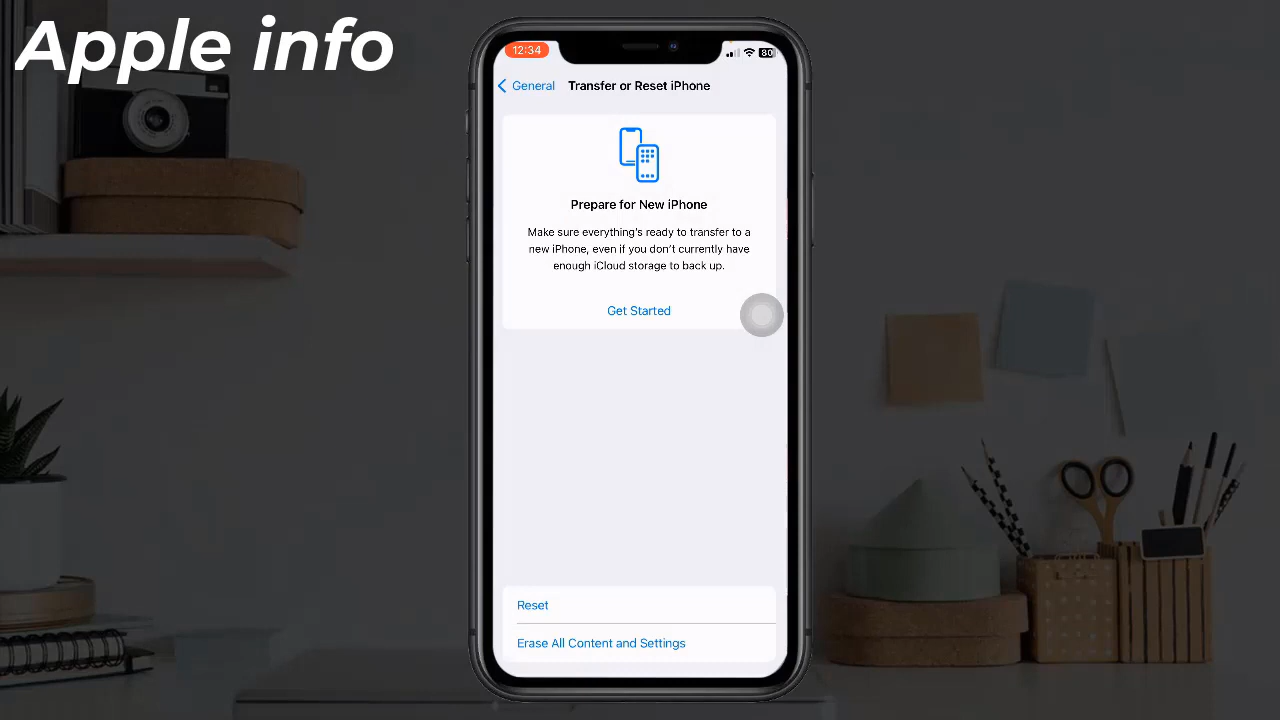 Apple info
12:34
80
General
Transfer or Reset iPhone
Prepare for New iPhone
Make sure everything's ready to transfer to a
new iPhone, even if you don't currently have
enough iCloud storage to back up.
Get Started
Reset
Erase All Content and Settings